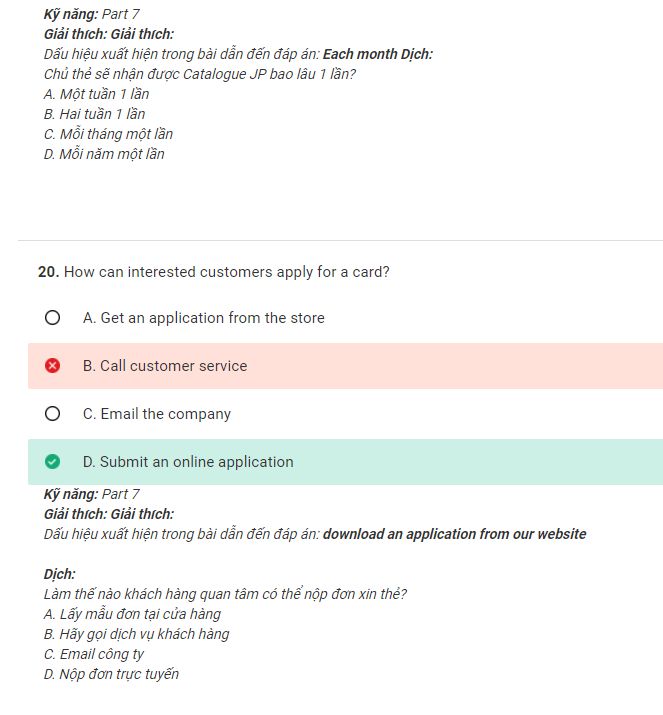 Kỹ năng: Part 7
Giải thích: Giải thích:
Dấu hiệu xuất hiện trong bài dẫn đến đáp án: Each month Dịch:
Chủ thẻ sẽ nhận được Catalogue JP bao lâu 1 lần?
A. Một tuần 1 lần
B. Hai tuần 1 lần
C. Mỗi tháng một lần
D. Mỗi năm một lần
20. How can interested customers apply for a card?
A. Get an application from the store
B. Call customer service
C. Email the company
D. Submit an online application
Kỹ năng: Part 7
Giải thích: Giải thích:
Dấu hiệu xuất hiện trong bài dẫn đến đáp án: download an application from our website
Dịch:
Làm thế nào khách hàng quan tâm có thể nộp đơn xin thẻ?
A. Lấy mẫu đơn tại cửa hàng
B. Hãy gọi dịch vụ khách hàng
C. Email công ty
D. Nộp đơn trực tuyến